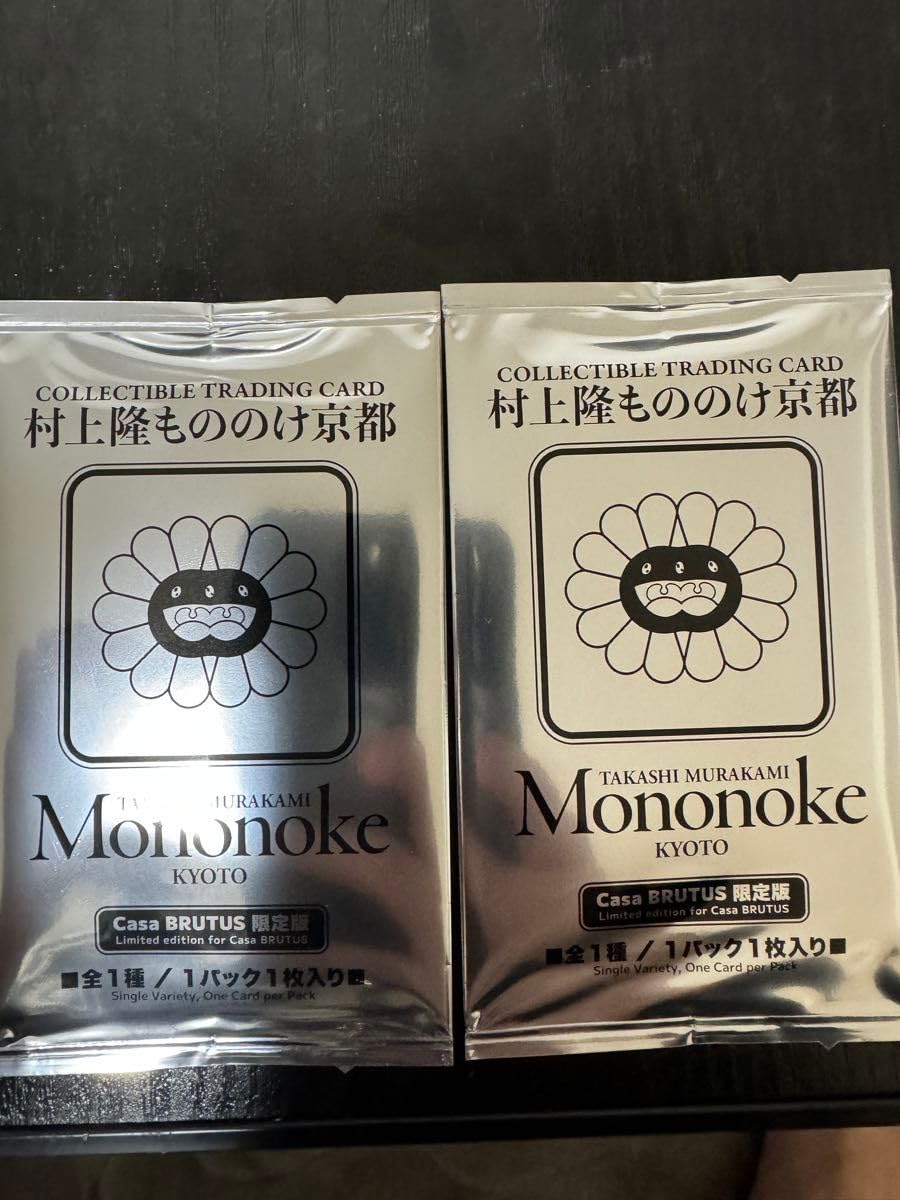 COLLECTIBLE TRADING CARD
村上隆もののけ京都
MURAKAMI
Mononoke
KYOTO
Casa BRUTUS 限定版
Limited edition for Casa BRUTUS
■全1種 / 1パック1枚入り■
Single Variety, One Card per Pack
COLLECTIBLE TRADING CARD
村上隆もののけ京都
TAKASHI MURAKAMI
Mononoke
KYOTO
Casa BRUTUS 限定版
Limited edition for Casa BRUTUS
■全1種 / 1パック1枚入り■
Single Variety, One Card per Pack